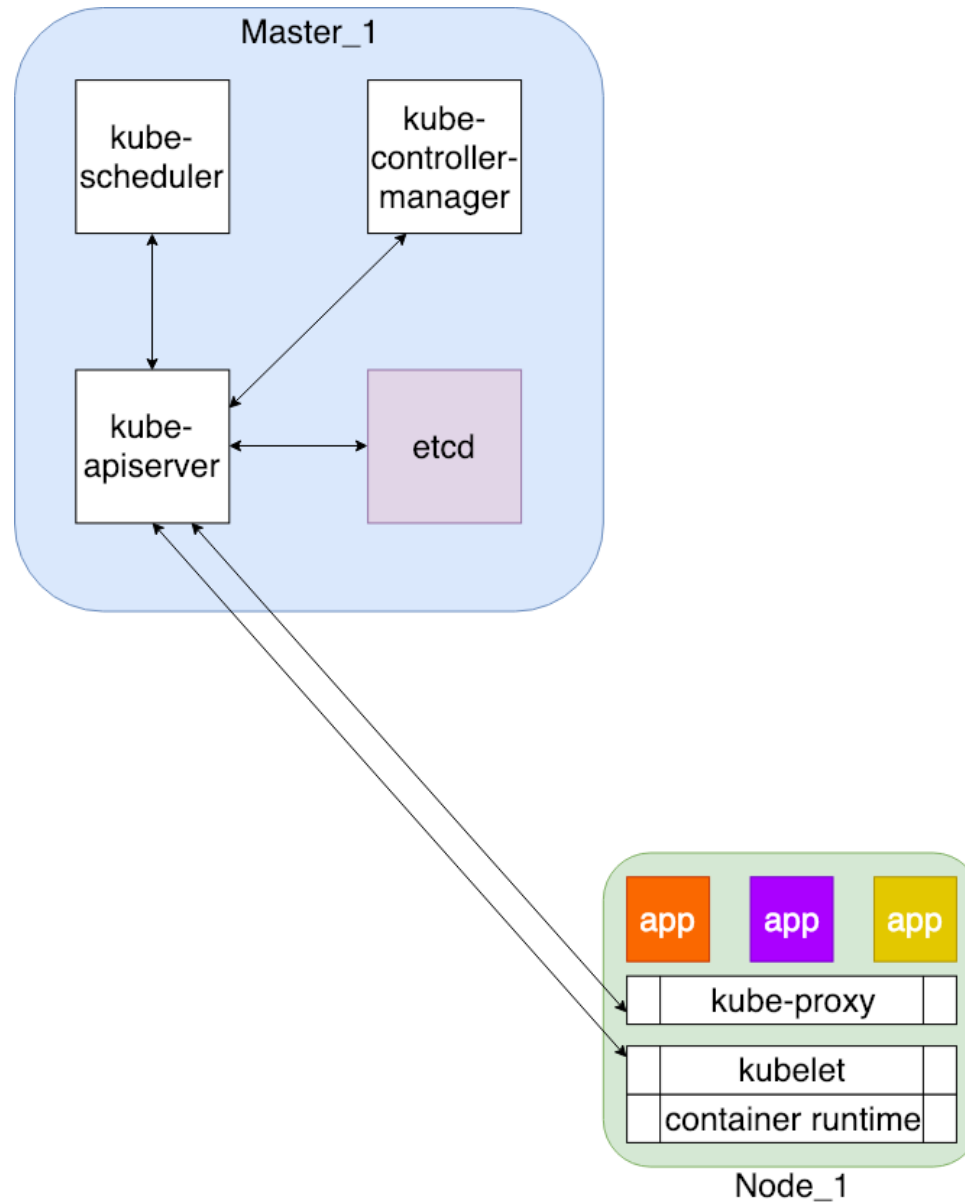 Master_1
kube-
scheduler
kube-
controller-
manager
kube-
apiserver
etcd
app
app
app
kube-proxy
kubelet
container runtime
Node_1